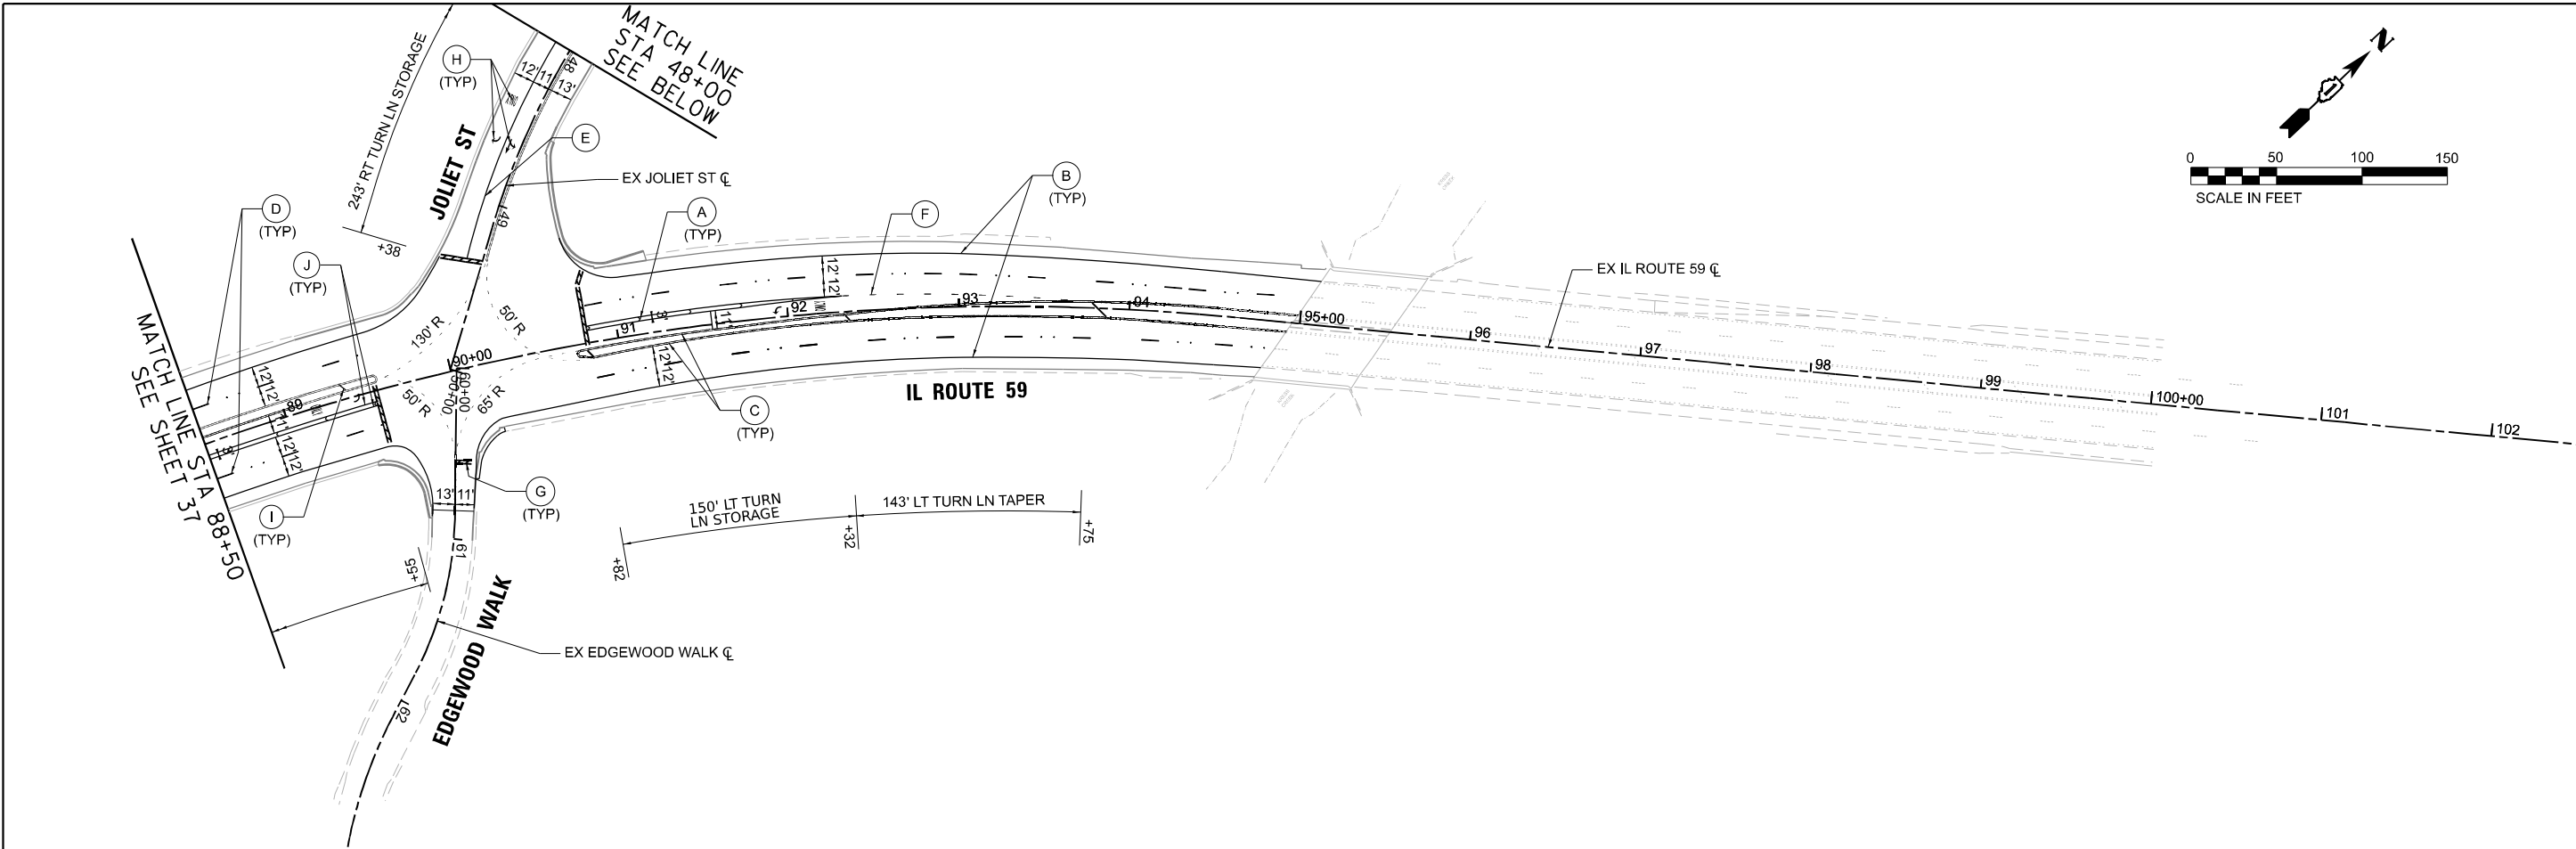 MATCH LINE
STA 48+00
SEE BELOW
243' RT TURN LN STORAGE
H
(TYP)
12'
11'
13'
48
E
JOLIET ST
EX JOLIET ST ℄
49
+38
D
(TYP)
J
(TYP)
A
(TYP)
F
B
(TYP)
N
0
50
100
150
SCALE IN FEET
EX IL ROUTE 59 ℄
130' R
50' R
50' R
65' R
90+00
50+00
60+00
91
92
93
94
95+00
96
97
98
99
100+00
101
102
12'
12'
3'
11'
12'
12'
12'
12'
89
11'
3'
12'
12'
C
(TYP)
IL ROUTE 59
MATCH LINE STA 88+50
SEE SHEET 37
I
(TYP)
13'
11'
G
(TYP)
150' LT TURN
LN STORAGE
143' LT TURN LN TAPER
+82
+32
+75
+55
61
62
EX EDGEWOOD WALK ℄
EDGEWOOD WALK